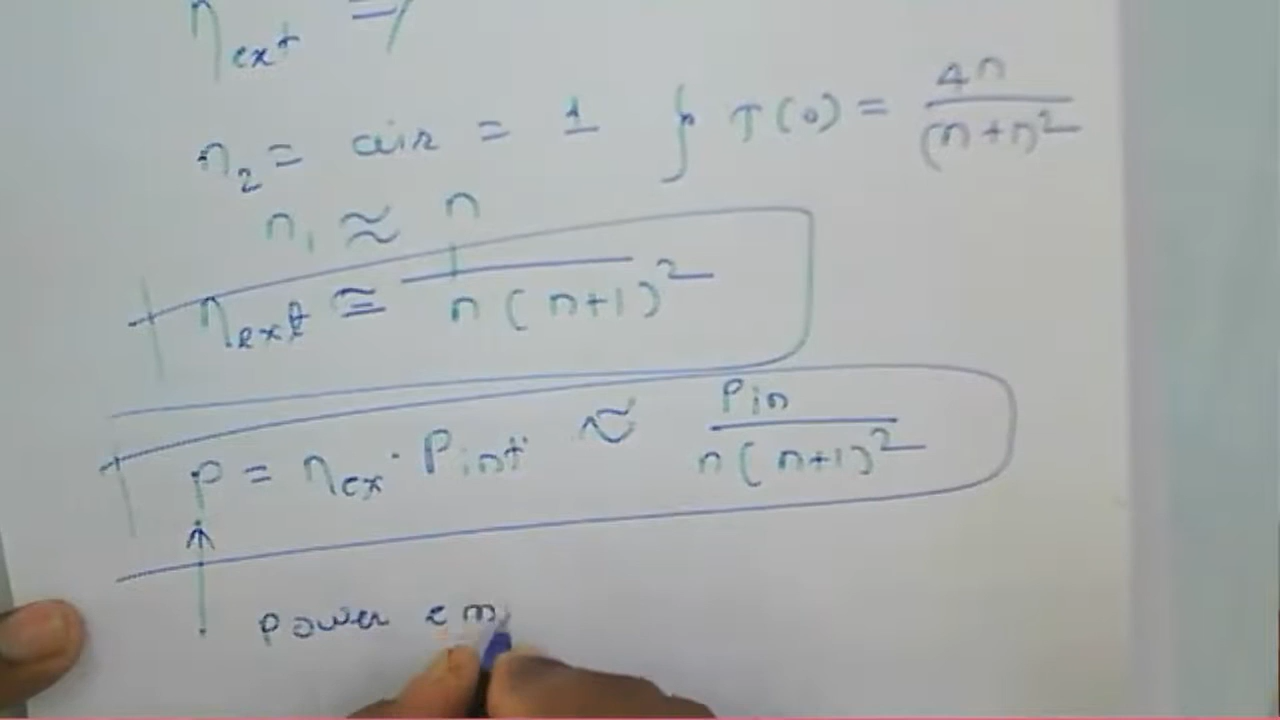 η_ext ⇒
n₂ = air = 1 } T(0) = 4n / (n+1)²
n₁ ≈ n
η_ext ≅ 1 / n(n+1)²
P = η_ex · P_int ≈ P_in / n(n+1)²
↑
Power em